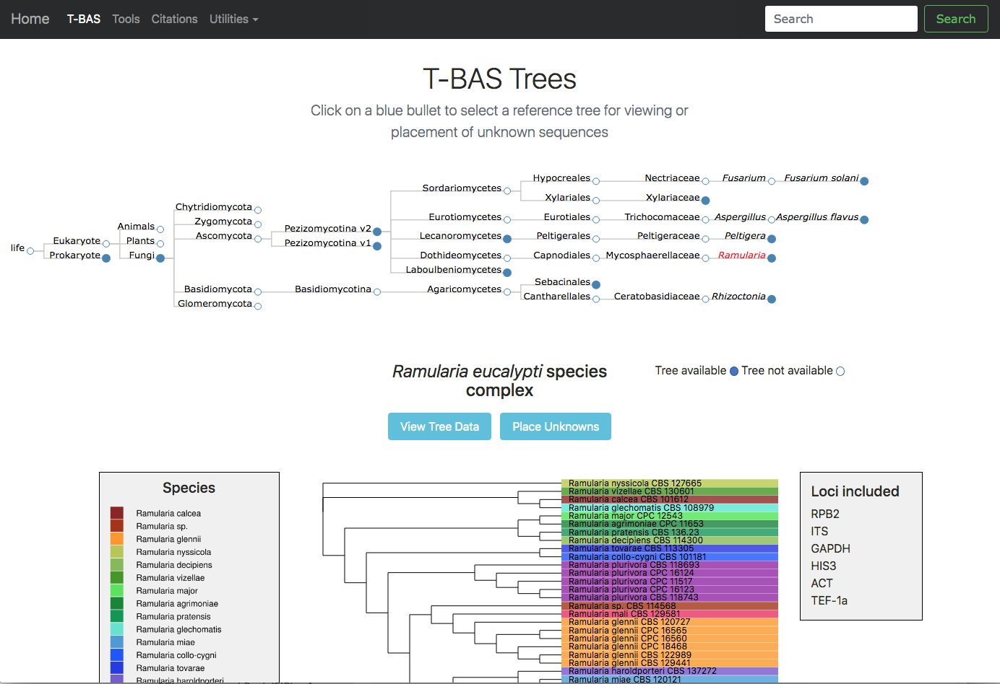 Home T-BAS Tools Citations Utilities Search Search
T-BAS Trees
Click on a blue bullet to select a reference tree for viewing or
placement of unknown sequences
Hypocreales Nectriaceae Fusarium Fusarium solani
Sordariomycetes
Xylariales Xylariaceae
Chytridiomycota
Zygomycota
Eurotiomycetes Eurotiales Trichocomaceae Aspergillus Aspergillus flavus
Animals
Pezizomycotina v2
Ascomycota
Lecanoromycetes Peltigerales Peltigeraceae Peltigera
Eukaryote Plants
Pezizomycotina v1
life
Prokaryote Fungi
Dothideomycetes Capnodiales Mycosphaerellaceae Ramularia
Laboulbeniomycetes
Sebacinales
Basidiomycota Basidiomycotina Agaricomycetes
Cantharellales Ceratobasidiaceae Rhizoctonia
Glomeromycota
Ramularia eucalypti species
complex
Tree available Tree not available
View Tree Data Place Unknowns
Species
Ramularia calcea
Ramularia sp.
Ramularia glennii
Ramularia nyssicola
Ramularia decipiens
Ramularia vizellae
Ramularia major
Ramularia agrimoniae
Ramularia pratensis
Ramularia glechomatis
Ramularia miae
Ramularia collo-cygni
Ramularia tovarae
Ramularia haroldporteri
Ramularia nyssicola CBS 127665
Ramularia vizellae CBS 130601
Ramularia calcea CBS 101612
Ramularia glechomatis CBS 108979
Ramularia major CPC 12543
Ramularia agrimoniae CPC 11653
Ramularia pratensis CBS 136.23
Ramularia decipiens CBS 114300
Ramularia tovarae CBS 113305
Ramularia collo-cygni CBS 101181
Ramularia plurivora CBS 118693
Ramularia plurivora CPC 16124
Ramularia plurivora CPC 11517
Ramularia plurivora CPC 16123
Ramularia plurivora CBS 118743
Ramularia sp. CBS 114568
Ramularia mali CBS 129581
Ramularia glennii CBS 120727
Ramularia glennii CPC 16565
Ramularia glennii CPC 16560
Ramularia glennii CPC 18468
Ramularia glennii CBS 122989
Ramularia glennii CBS 129441
Ramularia haroldporteri CBS 137272
Ramularia miae CBS 120121
Loci included
RPB2
ITS
GAPDH
HIS3
ACT
TEF-1a